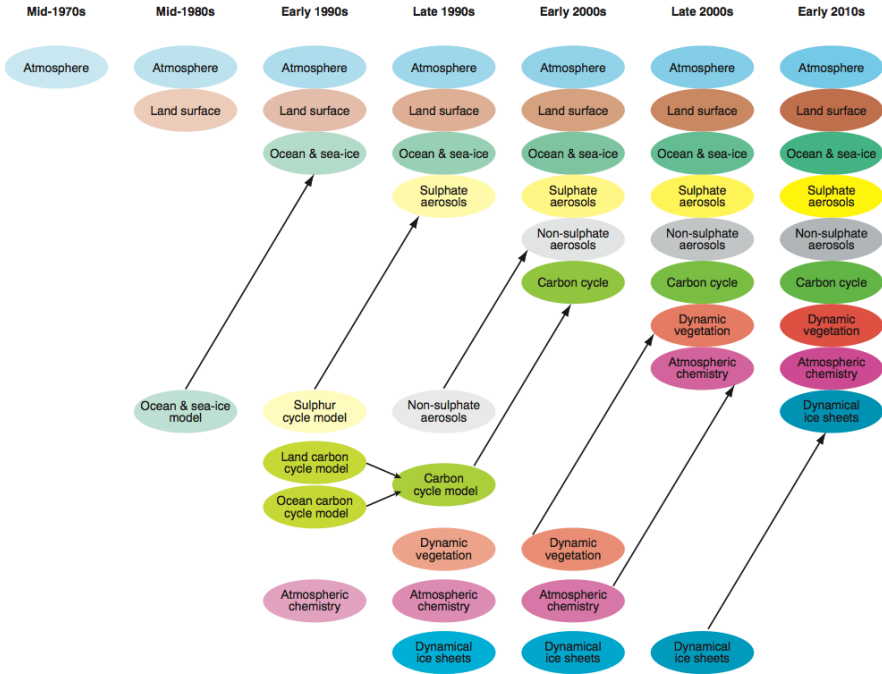 Mid-1970s Mid-1980s Early 1990s Late 1990s Early 2000s Late 2000s Early 2010s
Atmosphere Atmosphere Atmosphere Atmosphere Atmosphere Atmosphere Atmosphere
Land surface Land surface Land surface Land surface Land surface Land surface
Ocean & sea-ice Ocean & sea-ice Ocean & sea-ice Ocean & sea-ice Ocean & sea-ice
Sulphate Sulphate Sulphate Sulphate
aerosols aerosols aerosols aerosols
Non-sulphate Non-sulphate Non-sulphate
aerosols aerosols aerosols
Carbon cycle Carbon cycle Carbon cycle
Dynamic Dynamic
vegetation vegetation
Atmospheric Atmospheric
chemistry chemistry
Ocean & sea-ice Sulphur Non-sulphate Dynamical
model cycle model aerosols ice sheets
Land carbon
cycle model
Carbon
cycle model
Ocean carbon
cycle model
Dynamic Dynamic
vegetation vegetation
Atmospheric Atmospheric Atmospheric
chemistry chemistry chemistry
Dynamical Dynamical Dynamical
ice sheets ice sheets ice sheets